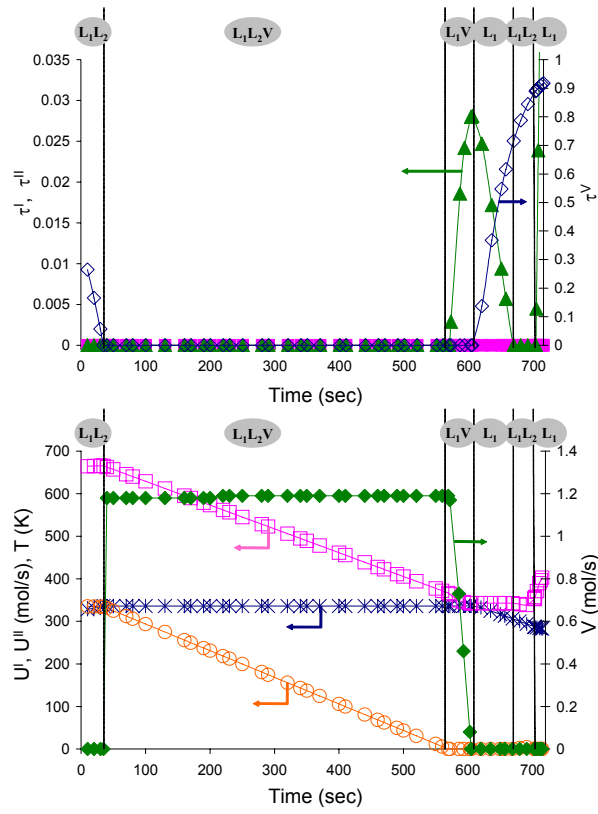 L₁L₂ L₁L₂V L₁V L₁ L₁L₂ L₁
0.035 1
0.03 0.9
0.8
0.025 0.7
0.02 0.6
0.5
0.015 0.4
0.01 0.3
0.2
0.005 0.1
0 0
τᴵ, τᴵᴵ
τⱽ
0 100 200 300 400 500 600 700
Time (sec)
L₁L₂ L₁L₂V L₁V L₁ L₁L₂ L₁
700 1.4
600 1.2
500 1
400 0.8
300 0.6
200 0.4
100 0.2
0 0
Uᴵ, Uᴵᴵ (mol/s), T (K)
V (mol/s)
0 100 200 300 400 500 600 700
Time (sec)